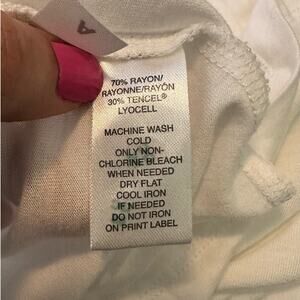 A
70% RAYON/
RAYONNE/RAYÓN
30% TENCEL®
LYOCELL
MACHINE WASH
COLD
ONLY NON-
CHLORINE BLEACH
WHEN NEEDED
DRY FLAT
COOL IRON
IF NEEDED
DO NOT IRON
ON PRINT LABEL